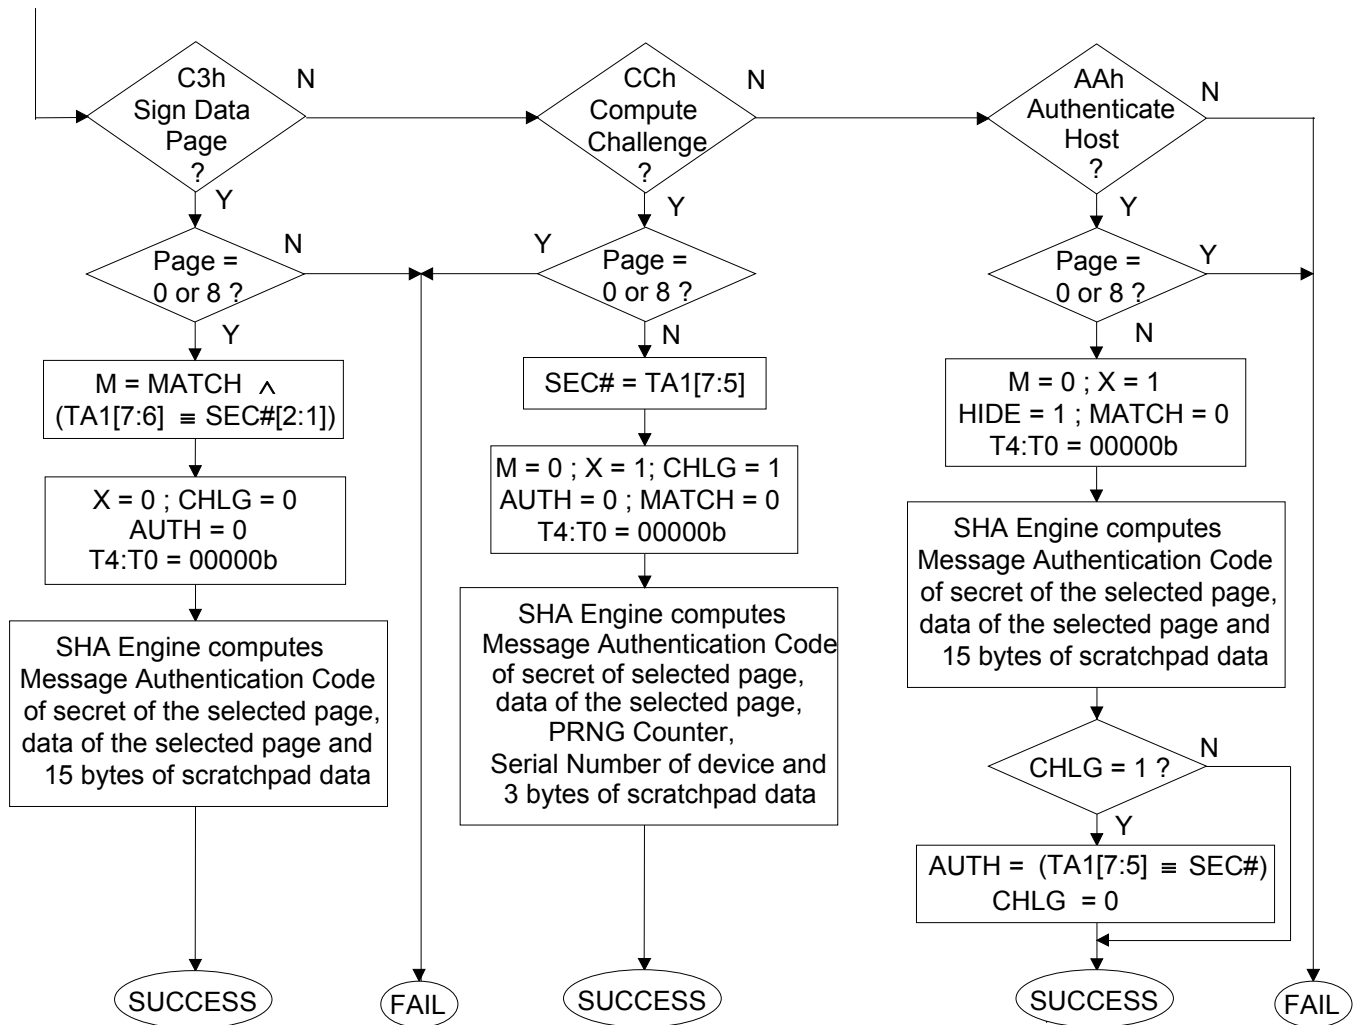 C3h
Sign Data
Page
?
N
Y
Page =
0 or 8 ?
N
Y
M = MATCH ∧
(TA1[7:6] ≡ SEC#[2:1])
X = 0 ; CHLG = 0
AUTH = 0
T4:T0 = 00000b
SHA Engine computes
Message Authentication Code
of secret of the selected page,
data of the selected page and
15 bytes of scratchpad data
SUCCESS
FAIL
CCh
Compute
Challenge
?
N
Y
Y
Page =
0 or 8 ?
N
SEC# = TA1[7:5]
M = 0 ; X = 1; CHLG = 1
AUTH = 0 ; MATCH = 0
T4:T0 = 00000b
SHA Engine computes
Message Authentication Code
of secret of selected page,
data of the selected page,
PRNG Counter,
Serial Number of device and
3 bytes of scratchpad data
SUCCESS
AAh
Authenticate
Host
?
N
Y
Page =
0 or 8 ?
Y
N
M = 0 ; X = 1
HIDE = 1 ; MATCH = 0
T4:T0 = 00000b
SHA Engine computes
Message Authentication Code
of secret of the selected page,
data of the selected page and
15 bytes of scratchpad data
CHLG = 1 ?
N
Y
AUTH = (TA1[7:5] ≡ SEC#)
CHLG = 0
SUCCESS
FAIL